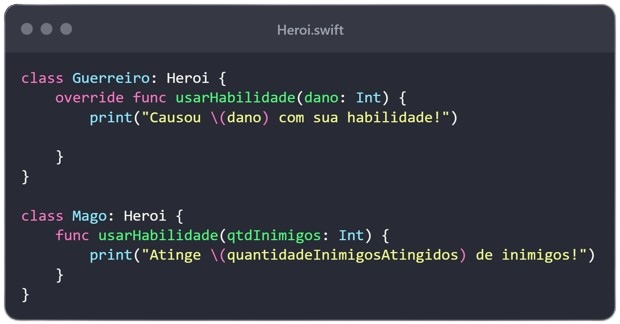 Heroi.swift
class Guerreiro: Heroi {
override func usarHabilidade(dano: Int) {
print("Causou \(dano) com sua habilidade!")
}
}
class Mago: Heroi {
func usarHabilidade(qtdInimigos: Int) {
print("Atinge \(quantidadeInimigosAtingidos) de inimigos!")
}
}